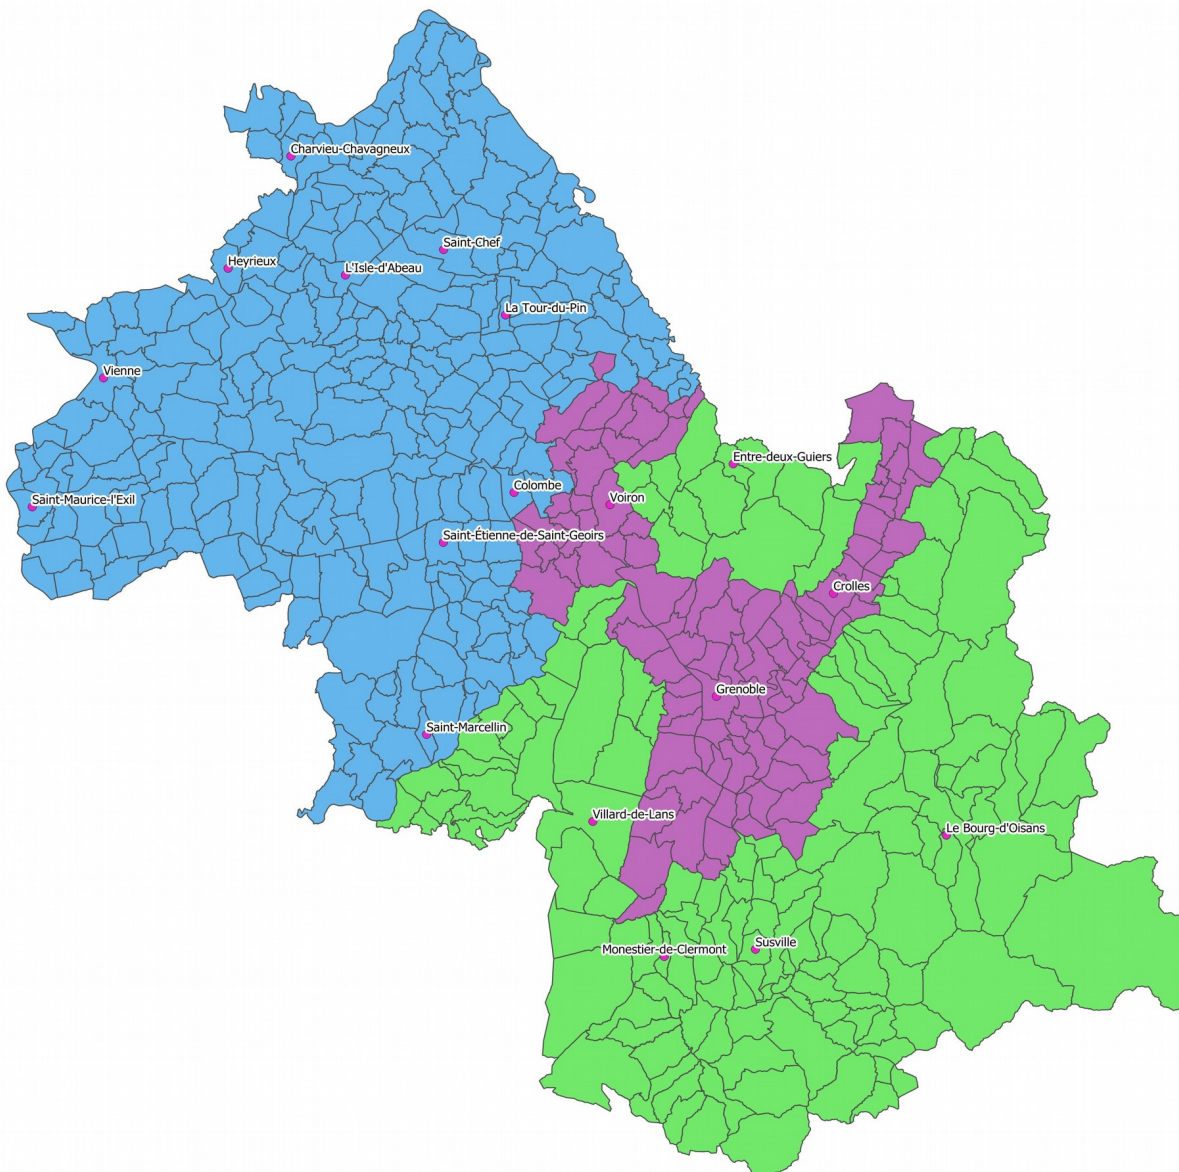 Charvieu-Chavagneux
Saint-Chef
Heyrieux
L'Isle-d'Abeau
La Tour-du-Pin
Vienne
Entre-deux-Guiers
Colombe
Saint-Maurice-l'Exil
Voiron
Saint-Étienne-de-Saint-Geoirs
Crolles
Grenoble
Saint-Marcellin
Villard-de-Lans
Le Bourg-d'Oisans
Susville
Monestier-de-Clermont